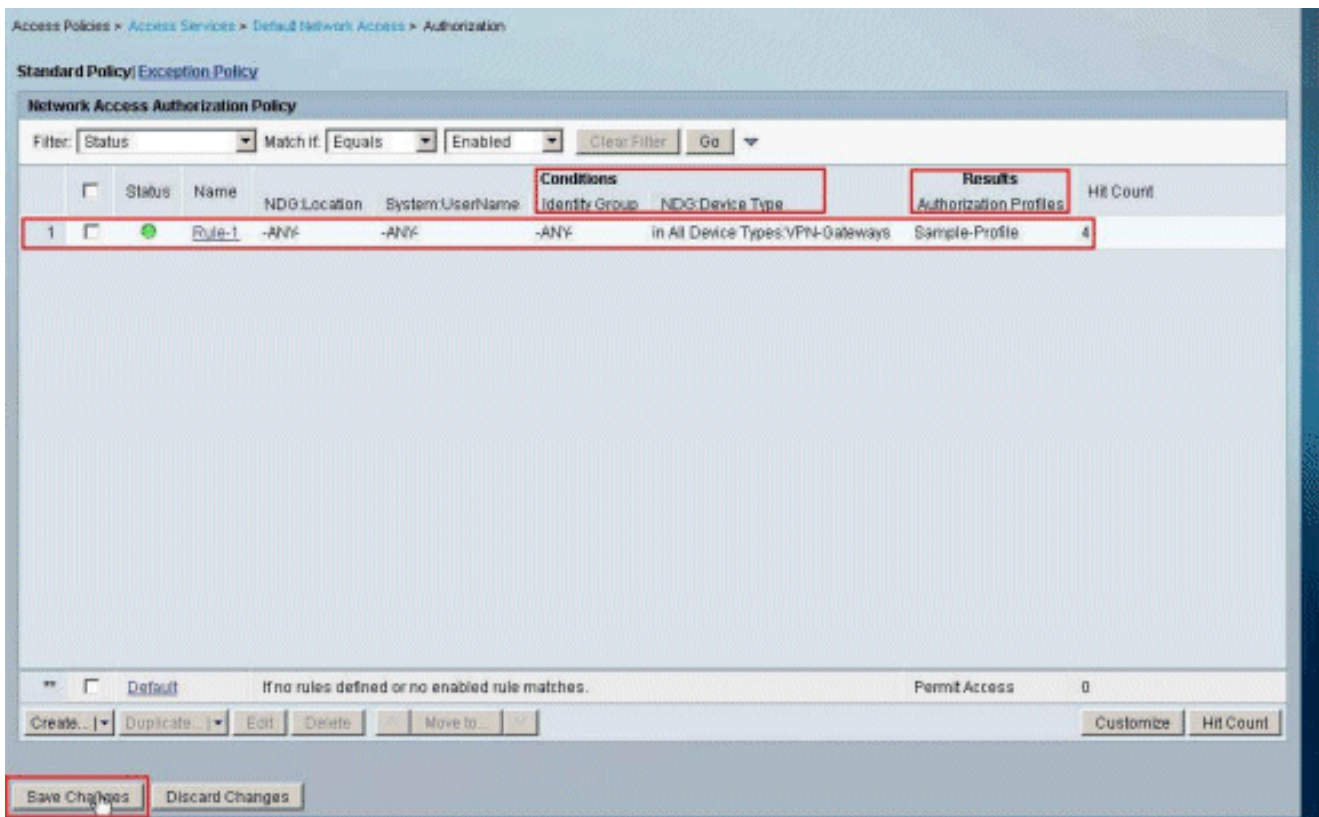 Access Policies > Access Services > Default Network Access > Authorization
Standard Policy| Exception Policy
Network Access Authorization Policy
Filter: Status Match if: Equals Enabled Clear Filter Go
Status Name Conditions Results Hit Count
NDG:Location System:UserName Identity Group NDG:Device Type Authorization Profiles
1 Rule-1 -ANY- -ANY- -ANY- in All Device Types:VPN-Gateways Sample-Profile 4
** Default If no rules defined or no enabled rule matches. Permit Access 0
Create... Duplicate... Edit Delete Move to... Customize Hit Count
Save Changes Discard Changes